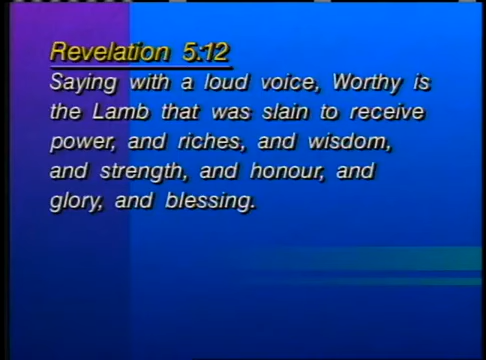 Revelation 5:12
Saying with a loud voice, Worthy is
the Lamb that was slain to receive
power, and riches, and wisdom,
and strength, and honour, and
glory, and blessing.